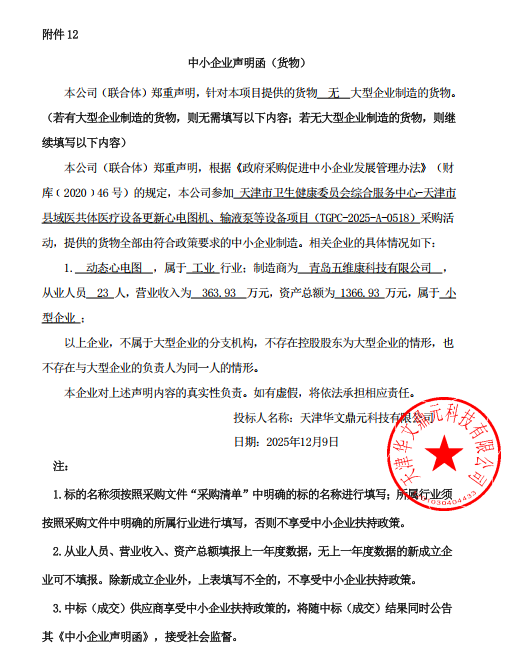 附件 12
中小企业声明函（货物）
本公司（联合体）郑重声明，针对本项目提供的货物 无 大型企业制造的货物。
（若有大型企业制造的货物，则无需填写以下内容；若无大型企业制造的货物，则继
续填写以下内容）
本公司（联合体）郑重声明，根据《政府采购促进中小企业发展管理办法》（财
库﹝2020﹞46 号）的规定，本公司参加 天津市卫生健康委员会综合服务中心-天津市
县域医共体医疗设备更新心电图机、输液泵等设备项目（TGPC-2025-A-0518）采购活
动，提供的货物全部由符合政策要求的中小企业制造。相关企业的具体情况如下：
1. 动态心电图 ，属于 工业 行业；制造商为 青岛五维康科技有限公司 ，
从业人员 23 人，营业收入为 363.93 万元，资产总额为 1366.93 万元，属于 小
型企业 ；
以上企业，不属于大型企业的分支机构，不存在控股股东为大型企业的情形，也
不存在与大型企业的负责人为同一人的情形。
本企业对上述声明内容的真实性负责。如有虚假，将依法承担相应责任。
投标人名称：天津华文鼎元科技有限公司
日期：2025年12月9日
天津华文鼎元科技有限公司
注：
1.标的名称须按照采购文件“采购清单”中明确的标的名称进行填写；所属行业须
按照采购文件中明确的所属行业进行填写，否则不享受中小企业扶持政策。
2.从业人员、营业收入、资产总额填报上一年度数据，无上一年度数据的新成立企
业可不填报。除新成立企业外，上表填写不全的，不享受中小企业扶持政策。
3.中标（成交）供应商享受中小企业扶持政策的，将随中标（成交）结果同时公告
其《中小企业声明函》，接受社会监督。